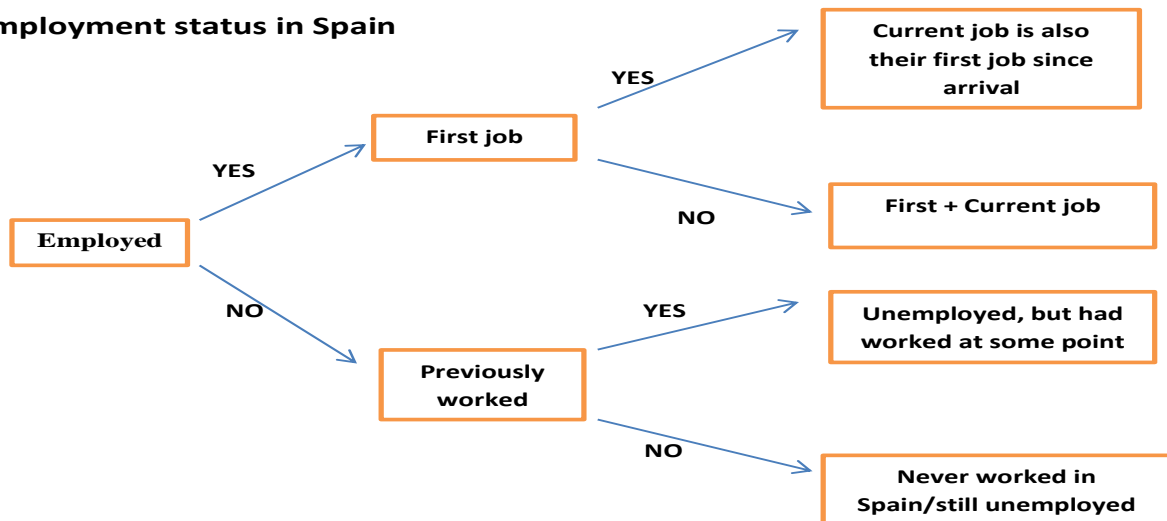 mployment status in Spain
Current job is also
their first job since
arrival
YES
First job
YES
First + Current job
NO
Employed
NO
YES
Unemployed, but had
worked at some point
Previously
worked
NO
Never worked in
Spain/still unemployed